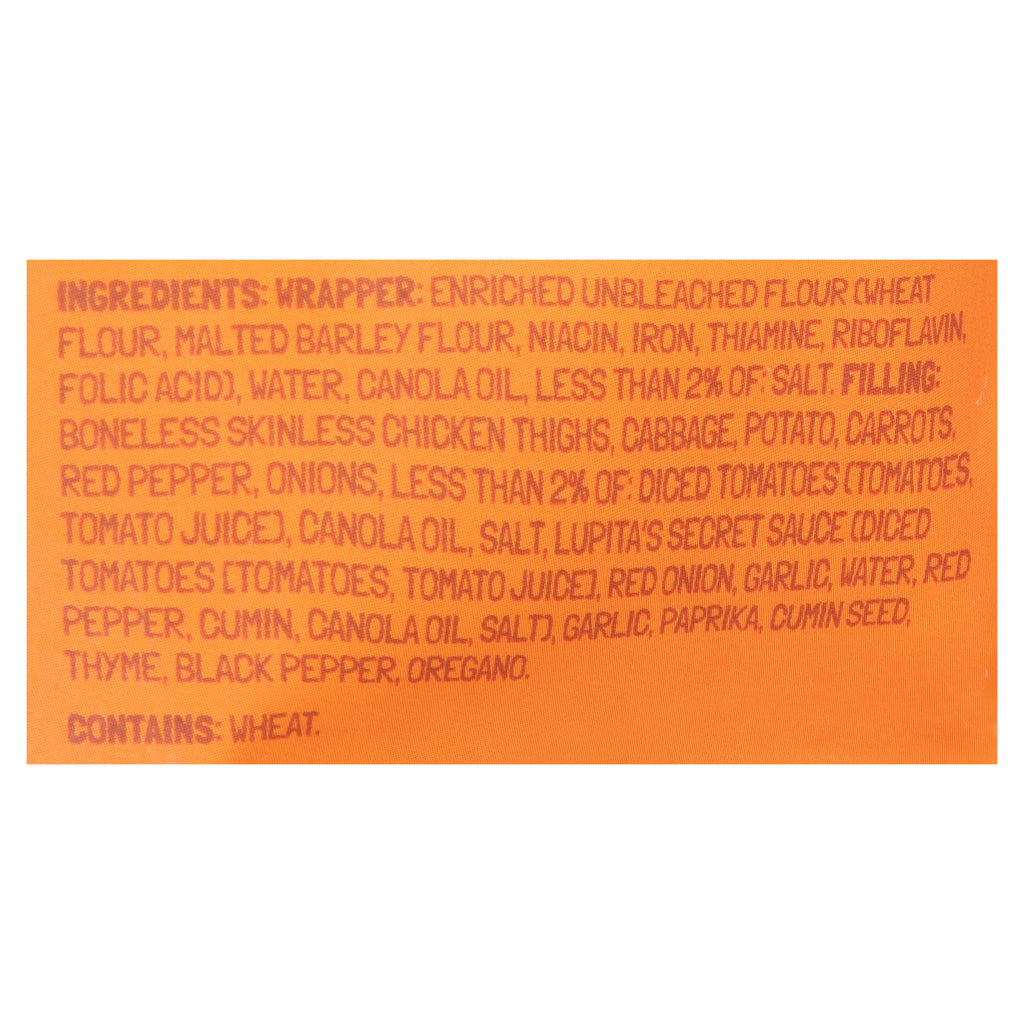 INGREDIENTS: WRAPPER: ENRICHED UNBLEACHED FLOUR (WHEAT
FLOUR, MALTED BARLEY FLOUR, NIACIN, IRON, THIAMINE, RIBOFLAVIN,
FOLIC ACID), WATER, CANOLA OIL, LESS THAN 2% OF: SALT. FILLING:
BONELESS SKINLESS CHICKEN THIGHS, CABBAGE, POTATO, CARROTS,
RED PEPPER, ONIONS, LESS THAN 2% OF: DICED TOMATOES (TOMATOES,
TOMATO JUICE), CANOLA OIL, SALT, LUPITA'S SECRET SAUCE (DICED
TOMATOES [TOMATOES, TOMATO JUICE], RED ONION, GARLIC, WATER, RED
PEPPER, CUMIN, CANOLA OIL, SALT), GARLIC, PAPRIKA, CUMIN SEED,
THYME, BLACK PEPPER, OREGANO.
CONTAINS: WHEAT.